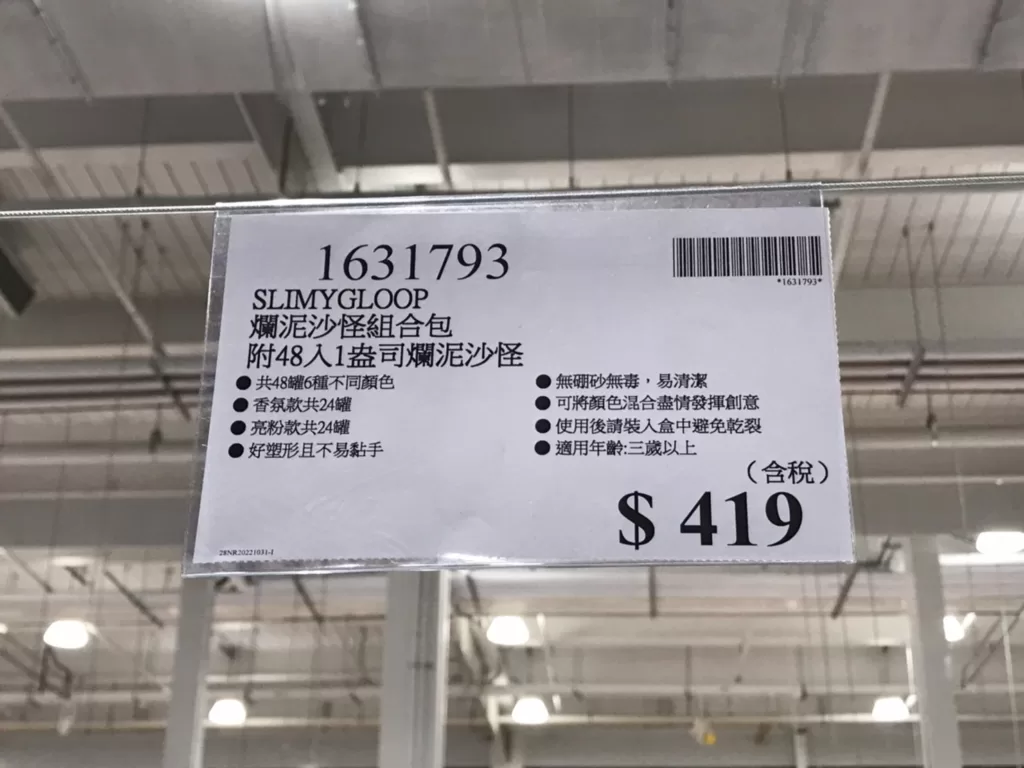 1631793
*1631793*
SLIMYGLOOP
爛泥沙怪組合包
附48入1盎司爛泥沙怪
●共48罐6種不同顏色
●香氛款共24罐
●亮粉款共24罐
●好塑形且不易黏手
●無硼砂無毒，易清潔
●可將顏色混合盡情發揮創意
●使用後請裝入盒中避免乾裂
●適用年齡:三歲以上
（含稅）
$ 419
28NR20221031-1